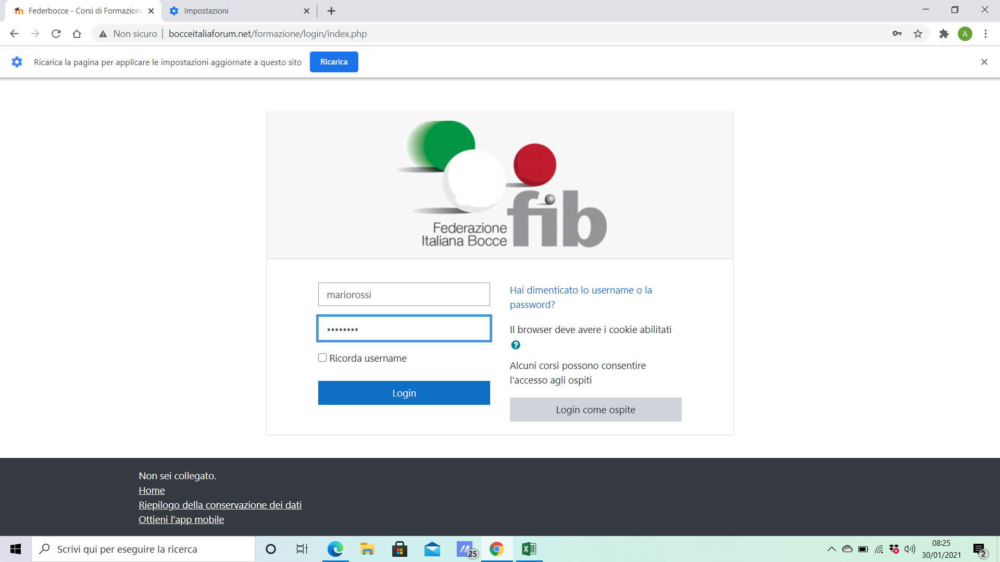 Federbocce - Corsi di Formazione
Impostazioni
Non sicuro
bocceitaliaforum.net/formazione/login/index.php
A
Ricarica la pagina per applicare le impostazioni aggiornate a questo sito
Ricarica
fib
Federazione
Italiana Bocce
mariorossi
••••••••
Ricorda username
Login
Hai dimenticato lo username o la
password?
Il browser deve avere i cookie abilitati
?
Alcuni corsi possono consentire
l'accesso agli ospiti
Login come ospite
Non sei collegato.
Home
Riepilogo della conservazione dei dati
Ottieni l'app mobile
Scrivi qui per eseguire la ricerca
25
08:25
30/01/2021
2